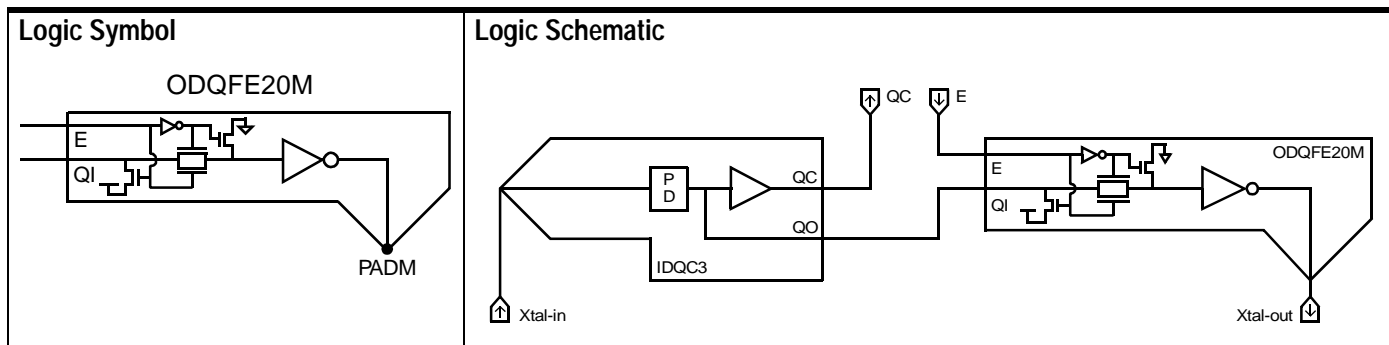 Logic Symbol
ODQFE20M
E
QI
PADM
Logic Schematic
QC
E
P
D
QC
QO
IDQC3
Xtal-in
ODQFE20M
E
QI
Xtal-out